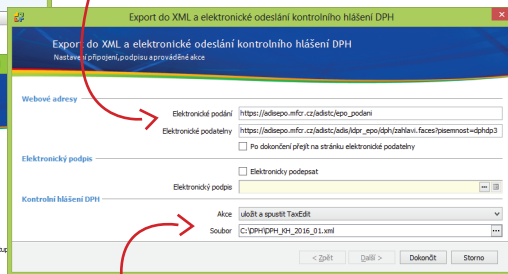 Export do XML a elektronické odeslání kontrolního hlášení DPH
Export do XML a elektronické odeslání kontrolního hlášení DPH
Nastavení připojení, podpisu a prováděné akce
Webové adresy
Elektronické podání https://adisepo.mfcr.cz/adistc/epo_podani
Elektronické podatelny https://adisepo.mfcr.cz/adistc/adis/idpr_epo/dph/zahlavi.faces?pisemnost=dphdp3
Po dokončení přejít na stránku elektronické podatelny
Elektronický podpis
Elektronicky podepsat
Elektronický podpis
Kontrolní hlášení DPH
Akce uložit a spustit TaxEdit
Soubor C:\DPH\DPH_KH_2016_01.xml
< Zpět Další > Dokončit Storno